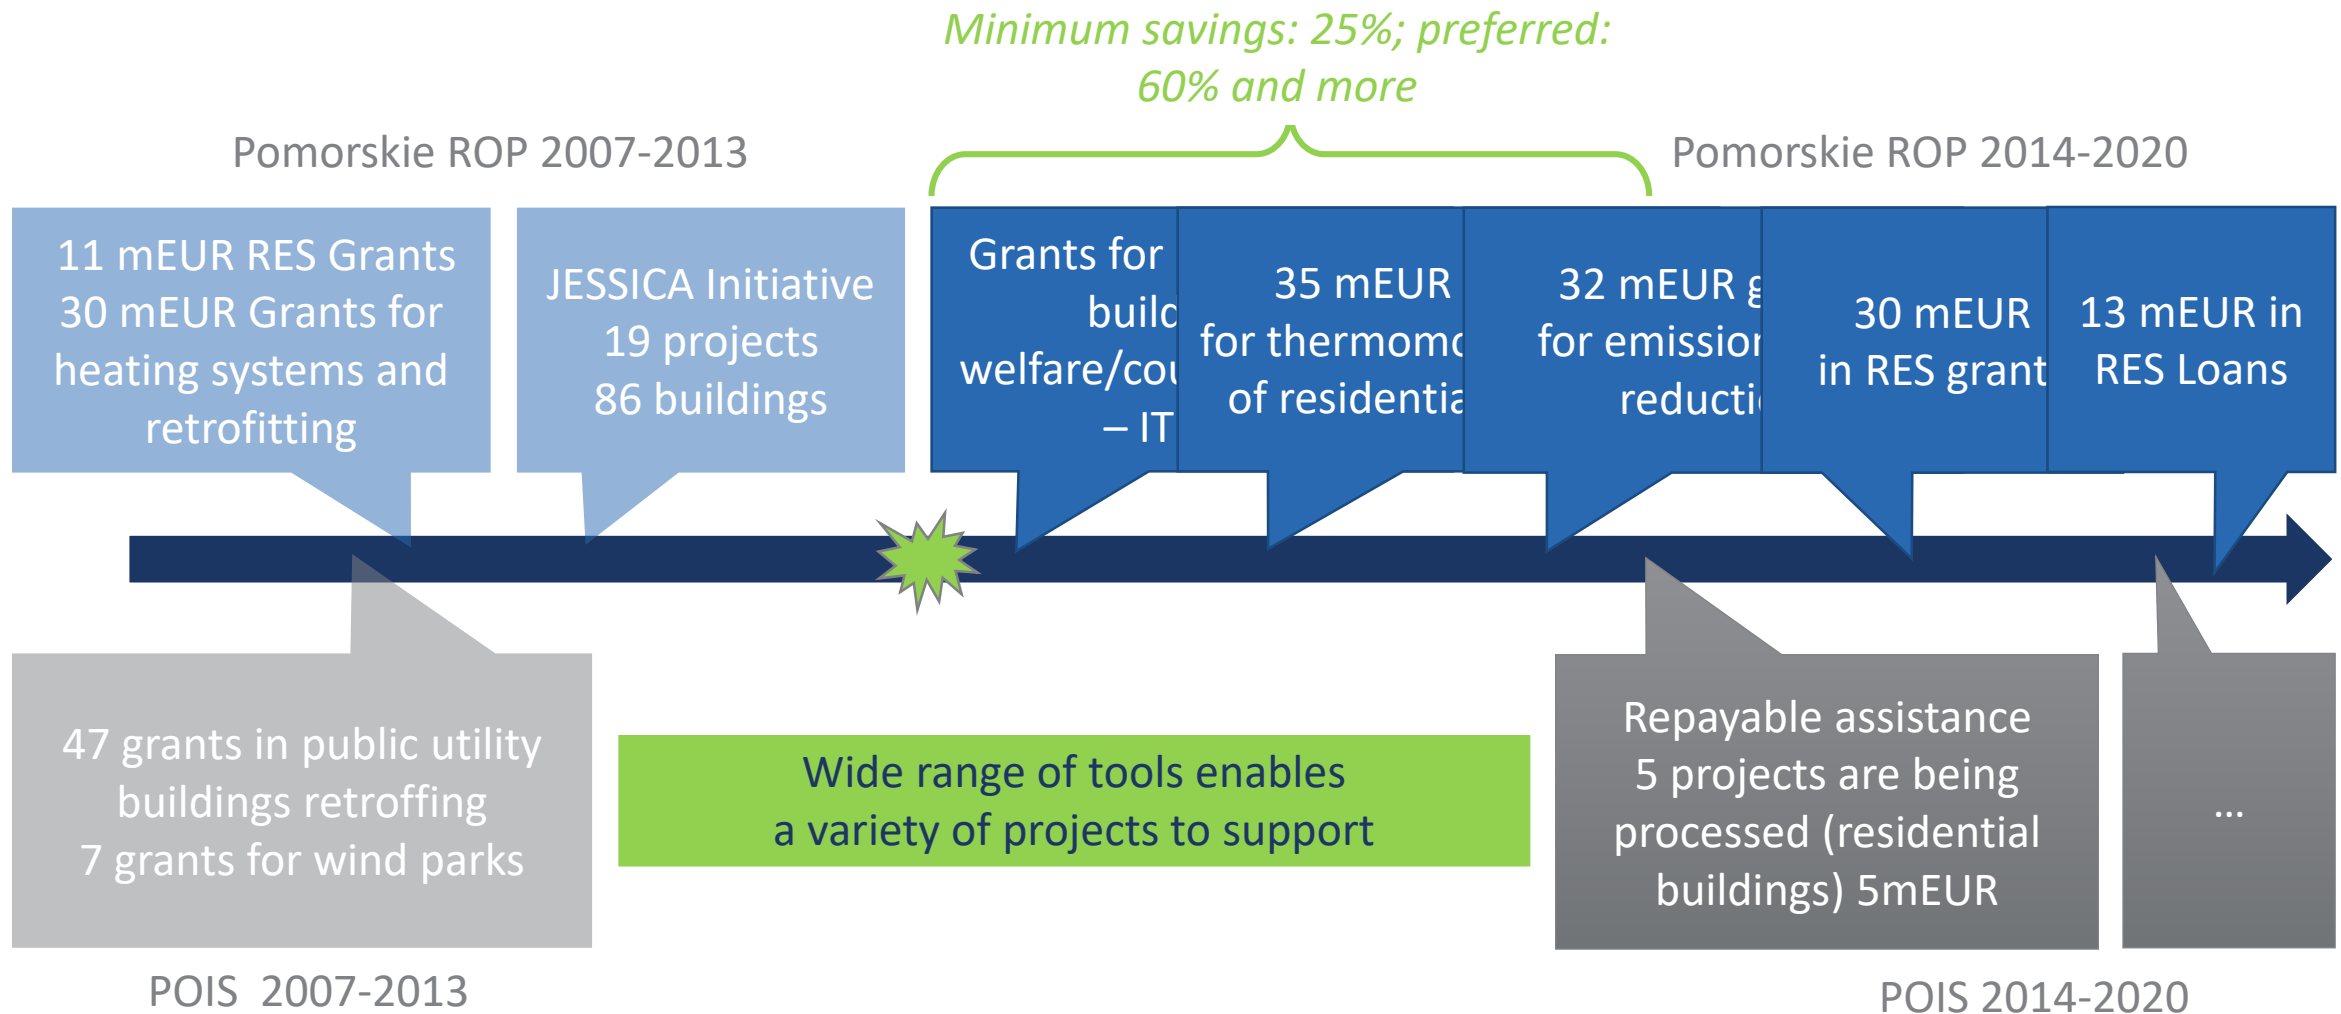 Minimum savings: 25%; preferred:
60% and more
Pomorskie ROP 2007-2013
Pomorskie ROP 2014-2020
11 mEUR RES Grants
30 mEUR Grants for
heating systems and
retrofitting
JESSICA Initiative
19 projects
86 buildings
Grants for
build
welfare/cou
– IT
35 mEUR
for thermomo
of residentia
32 mEUR g
for emission
reducti
30 mEUR
in RES grant
13 mEUR in
RES Loans
47 grants in public utility
buildings retroffing
7 grants for wind parks
Wide range of tools enables
a variety of projects to support
Repayable assistance
5 projects are being
processed (residential
buildings) 5mEUR
...
POIS 2007-2013
POIS 2014-2020